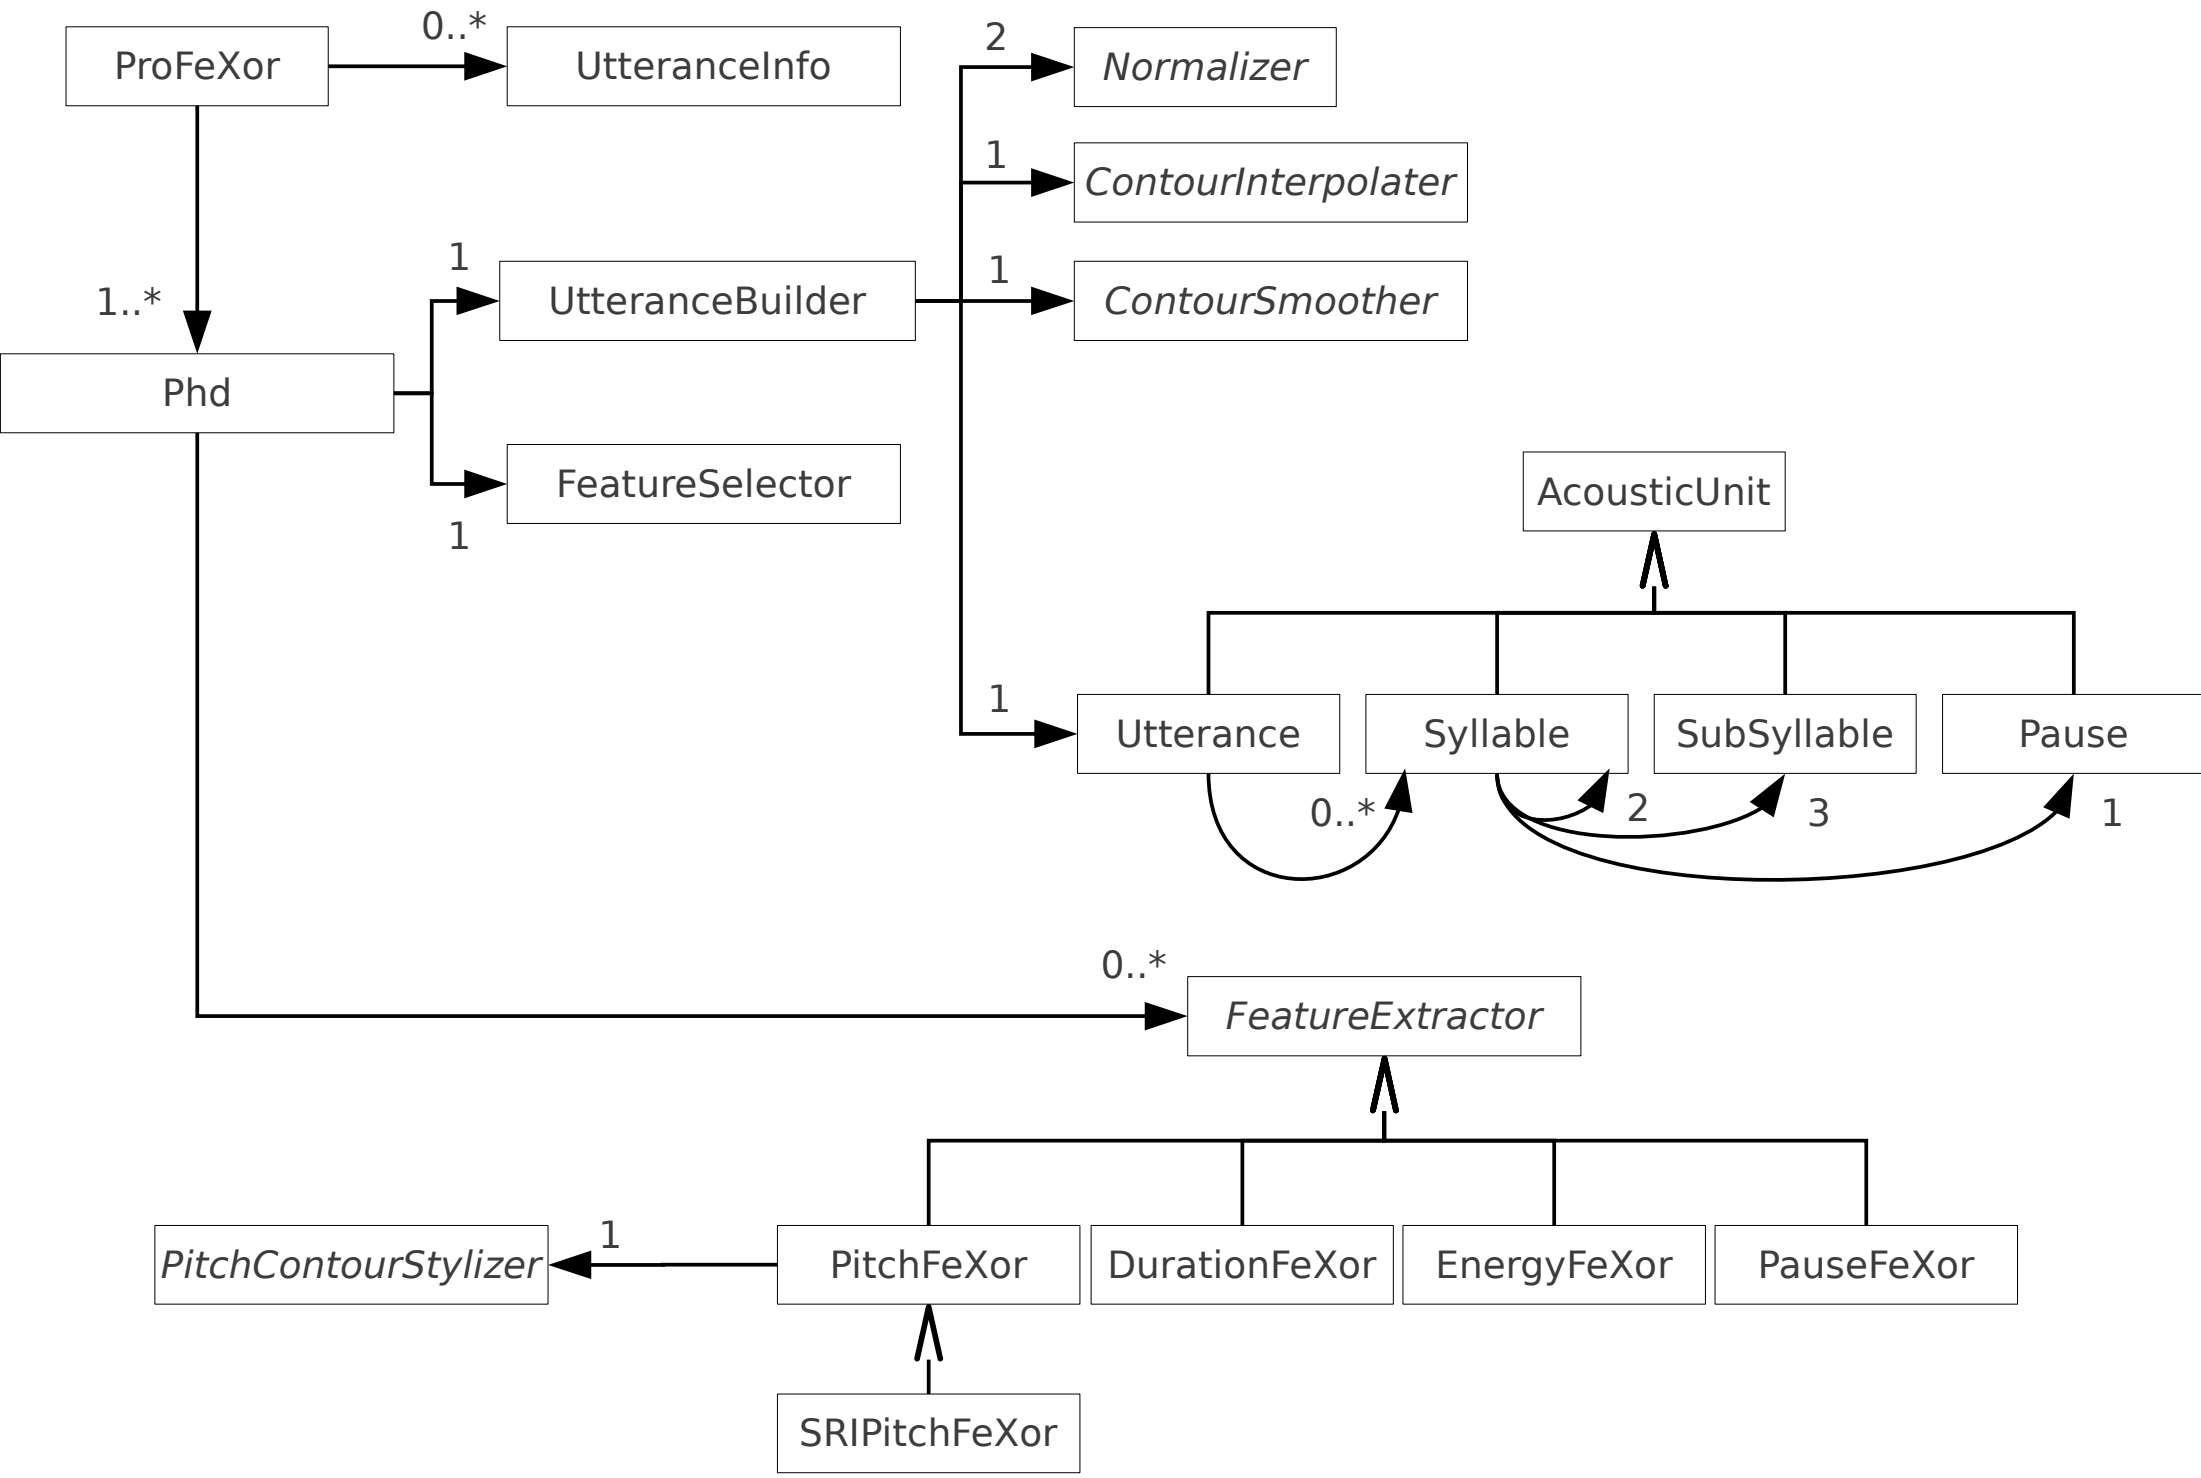 0..*
2
ProFeXor
UtteranceInfo
Normalizer
1
ContourInterpolater
1
1
1..*
UtteranceBuilder
ContourSmoother
Phd
FeatureSelector
1
AcousticUnit
1
Utterance
Syllable
SubSyllable
Pause
0..*
2
3
1
0..*
FeatureExtractor
1
PitchContourStylizer
PitchFeXor
DurationFeXor
EnergyFeXor
PauseFeXor
SRIPitchFeXor